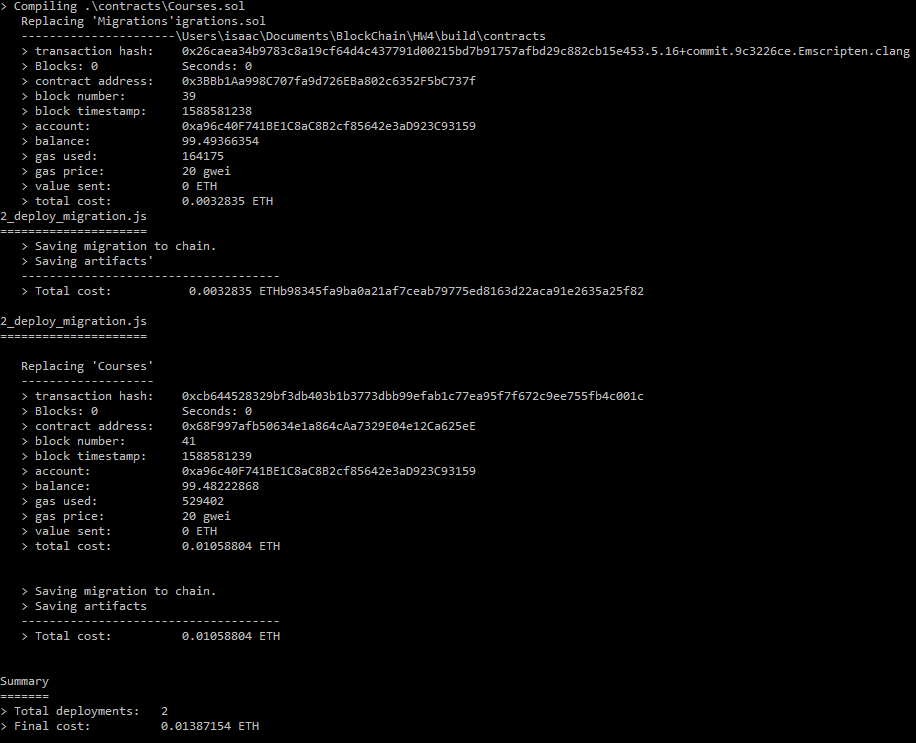 > Compiling .\contracts\Courses.sol
   Replacing 'Migrations'igrations.sol
   ----------------------\Users\isaac\Documents\BlockChain\HW4\build\contracts
   > transaction hash:    0x26caea34b9783c8a19cf64d4c437791d00215bd7b91757afbd29c882cb15e453.5.16+commit.9c3226ce.Emscripten.clang
   > Blocks: 0            Seconds: 0
   > contract address:    0x3BBb1Aa998C707fa9d726EBa802c6352F5bC737f
   > block number:        39
   > block timestamp:     1588581238
   > account:             0xa96c40F741BE1C8aC8B2cf85642e3aD923C93159
   > balance:             99.49366354
   > gas used:            164175
   > gas price:           20 gwei
   > value sent:          0 ETH
   > total cost:          0.0032835 ETH
2_deploy_migration.js
=====================
   > Saving migration to chain.
   > Saving artifacts'
   -------------------------------------
   > Total cost:           0.0032835 ETHb98345fa9ba0a21af7ceab79775ed8163d22aca91e2635a25f82
2_deploy_migration.js
=====================
   Replacing 'Courses'
   -------------------
   > transaction hash:    0xcb644528329bf3db403b1b3773dbb99efab1c77ea95f7f672c9ee755fb4c001c
   > Blocks: 0            Seconds: 0
   > contract address:    0x68F997afb50634e1a864cAa7329E04e12Ca625eE
   > block number:        41
   > block timestamp:     1588581239
   > account:             0xa96c40F741BE1C8aC8B2cf85642e3aD923C93159
   > balance:             99.48222868
   > gas used:            529402
   > gas price:           20 gwei
   > value sent:          0 ETH
   > total cost:          0.01058804 ETH
   > Saving migration to chain.
   > Saving artifacts
   -------------------------------------
   > Total cost:          0.01058804 ETH
Summary
=======
> Total deployments:   2
> Final cost:          0.01387154 ETH